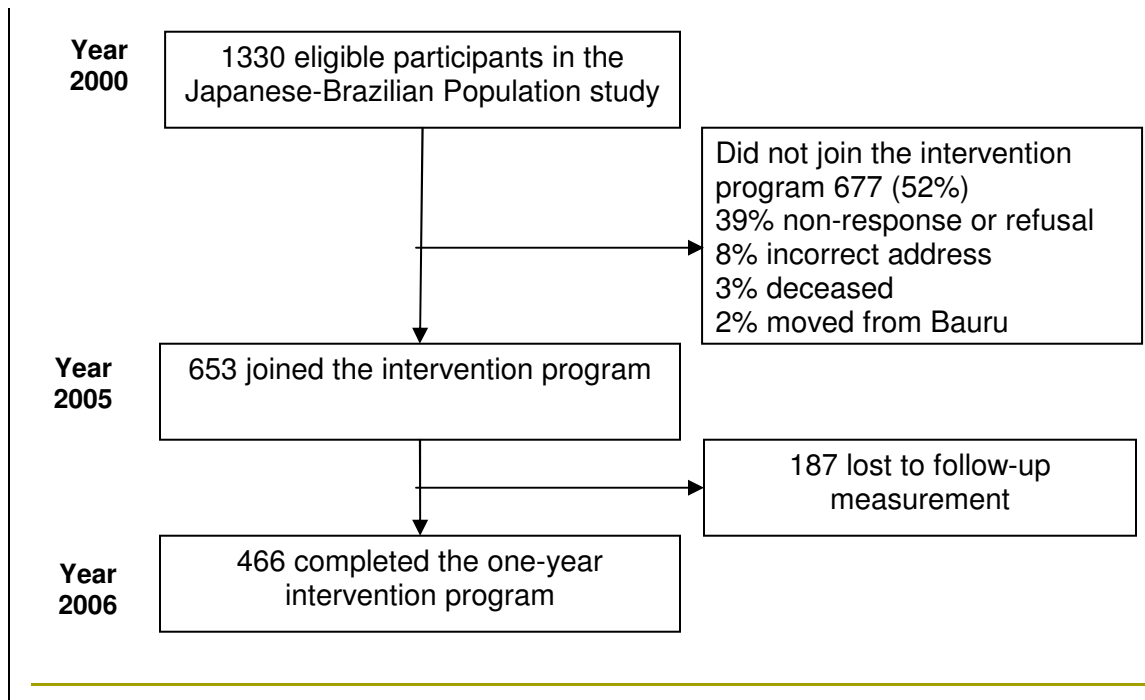 Year
2000
1330 eligible participants in the
Japanese-Brazilian Population study
Did not join the intervention
program 677 (52%)
39% non-response or refusal
8% incorrect address
3% deceased
2% moved from Bauru
Year
2005
653 joined the intervention program
187 lost to follow-up
measurement
Year
2006
466 completed the one-year
intervention program